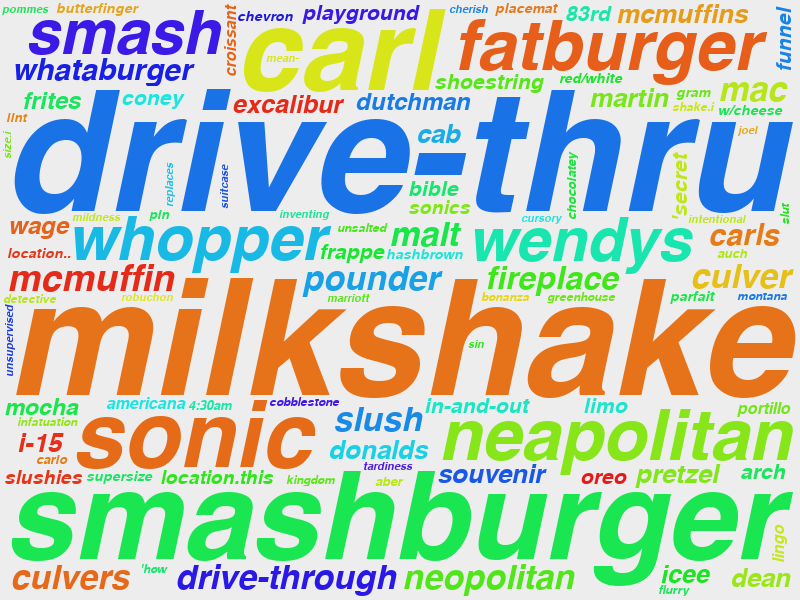 pommes butterfinger smash croissant chevron playground carl mean- cherish placemat 83rd mcmuffins funnel
whataburger fatburger
shoestring red/white
frites coney excalibur dutchman martin gram mac
lint shake.i w/cheese
size.i drive-thru cab joel
replaces suitcase bible chocolatey 'secret slut
sonics
mildness pln inventing cursory intentional
wage whopper unsalted malt wendys carls
location.. frappe hashbrown auch
mcmuffin pounder fireplace culver
detective robuchon marriott bonanza greenhouse parfait montana
unsupervised milkshake sin
mocha americana 4:30am cobblestone in-and-out limo portillo
infatuation sonic slush neapolitan
i-15 donalds
carlo tardiness
slushies supersize location.this kingdom aber souvenir oreo pretzel arch
smashburger lingo
culvers 'how drive-through neopolitan icee dean
flurry